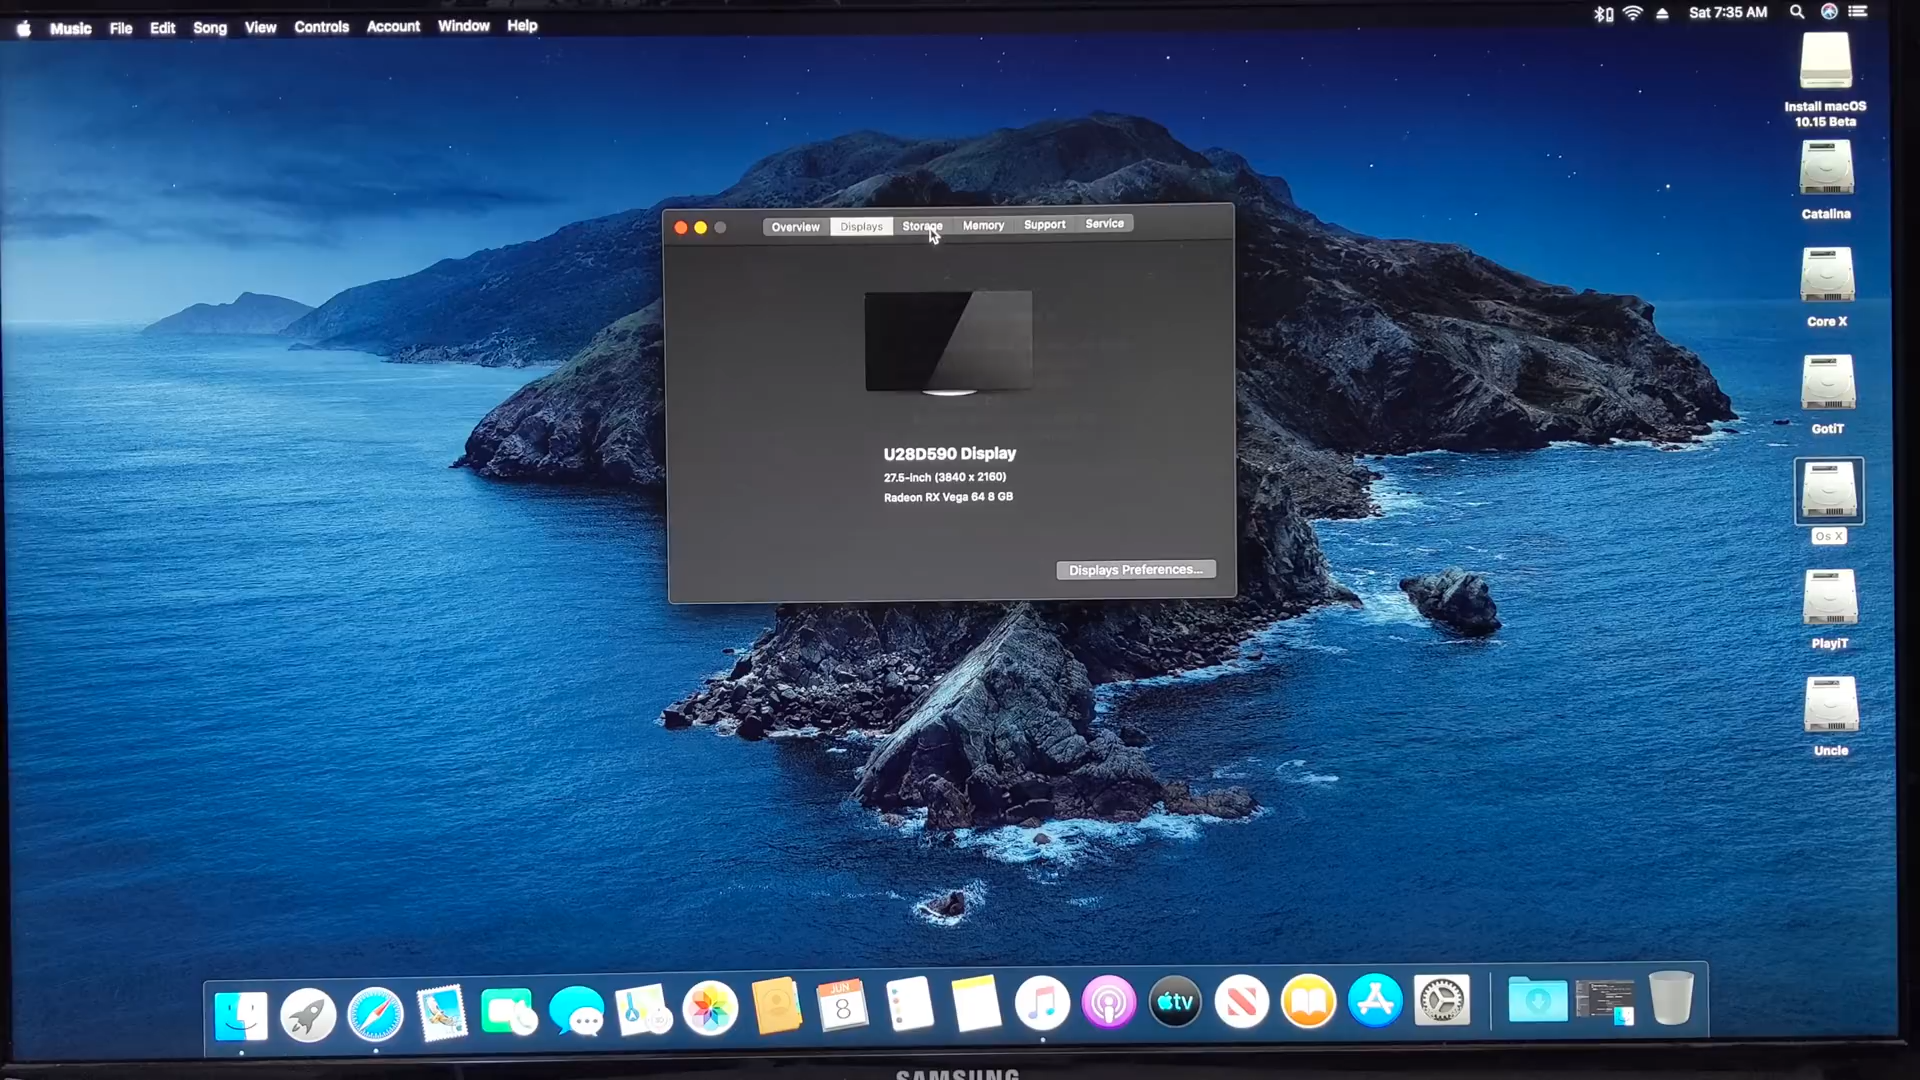 Music File Edit Song View Controls Account Window Help
Sat 7:35 AM
Install macOS
10.15 Beta
Catalina
Core X
GotiT
Os X
PlayiT
Uncle
Overview Displays Storage Memory Support Service
U28D590 Display
27.5-inch (3840 x 2160)
Radeon RX Vega 64 8 GB
Displays Preferences...
JUN
8
tv
SAMSUNG